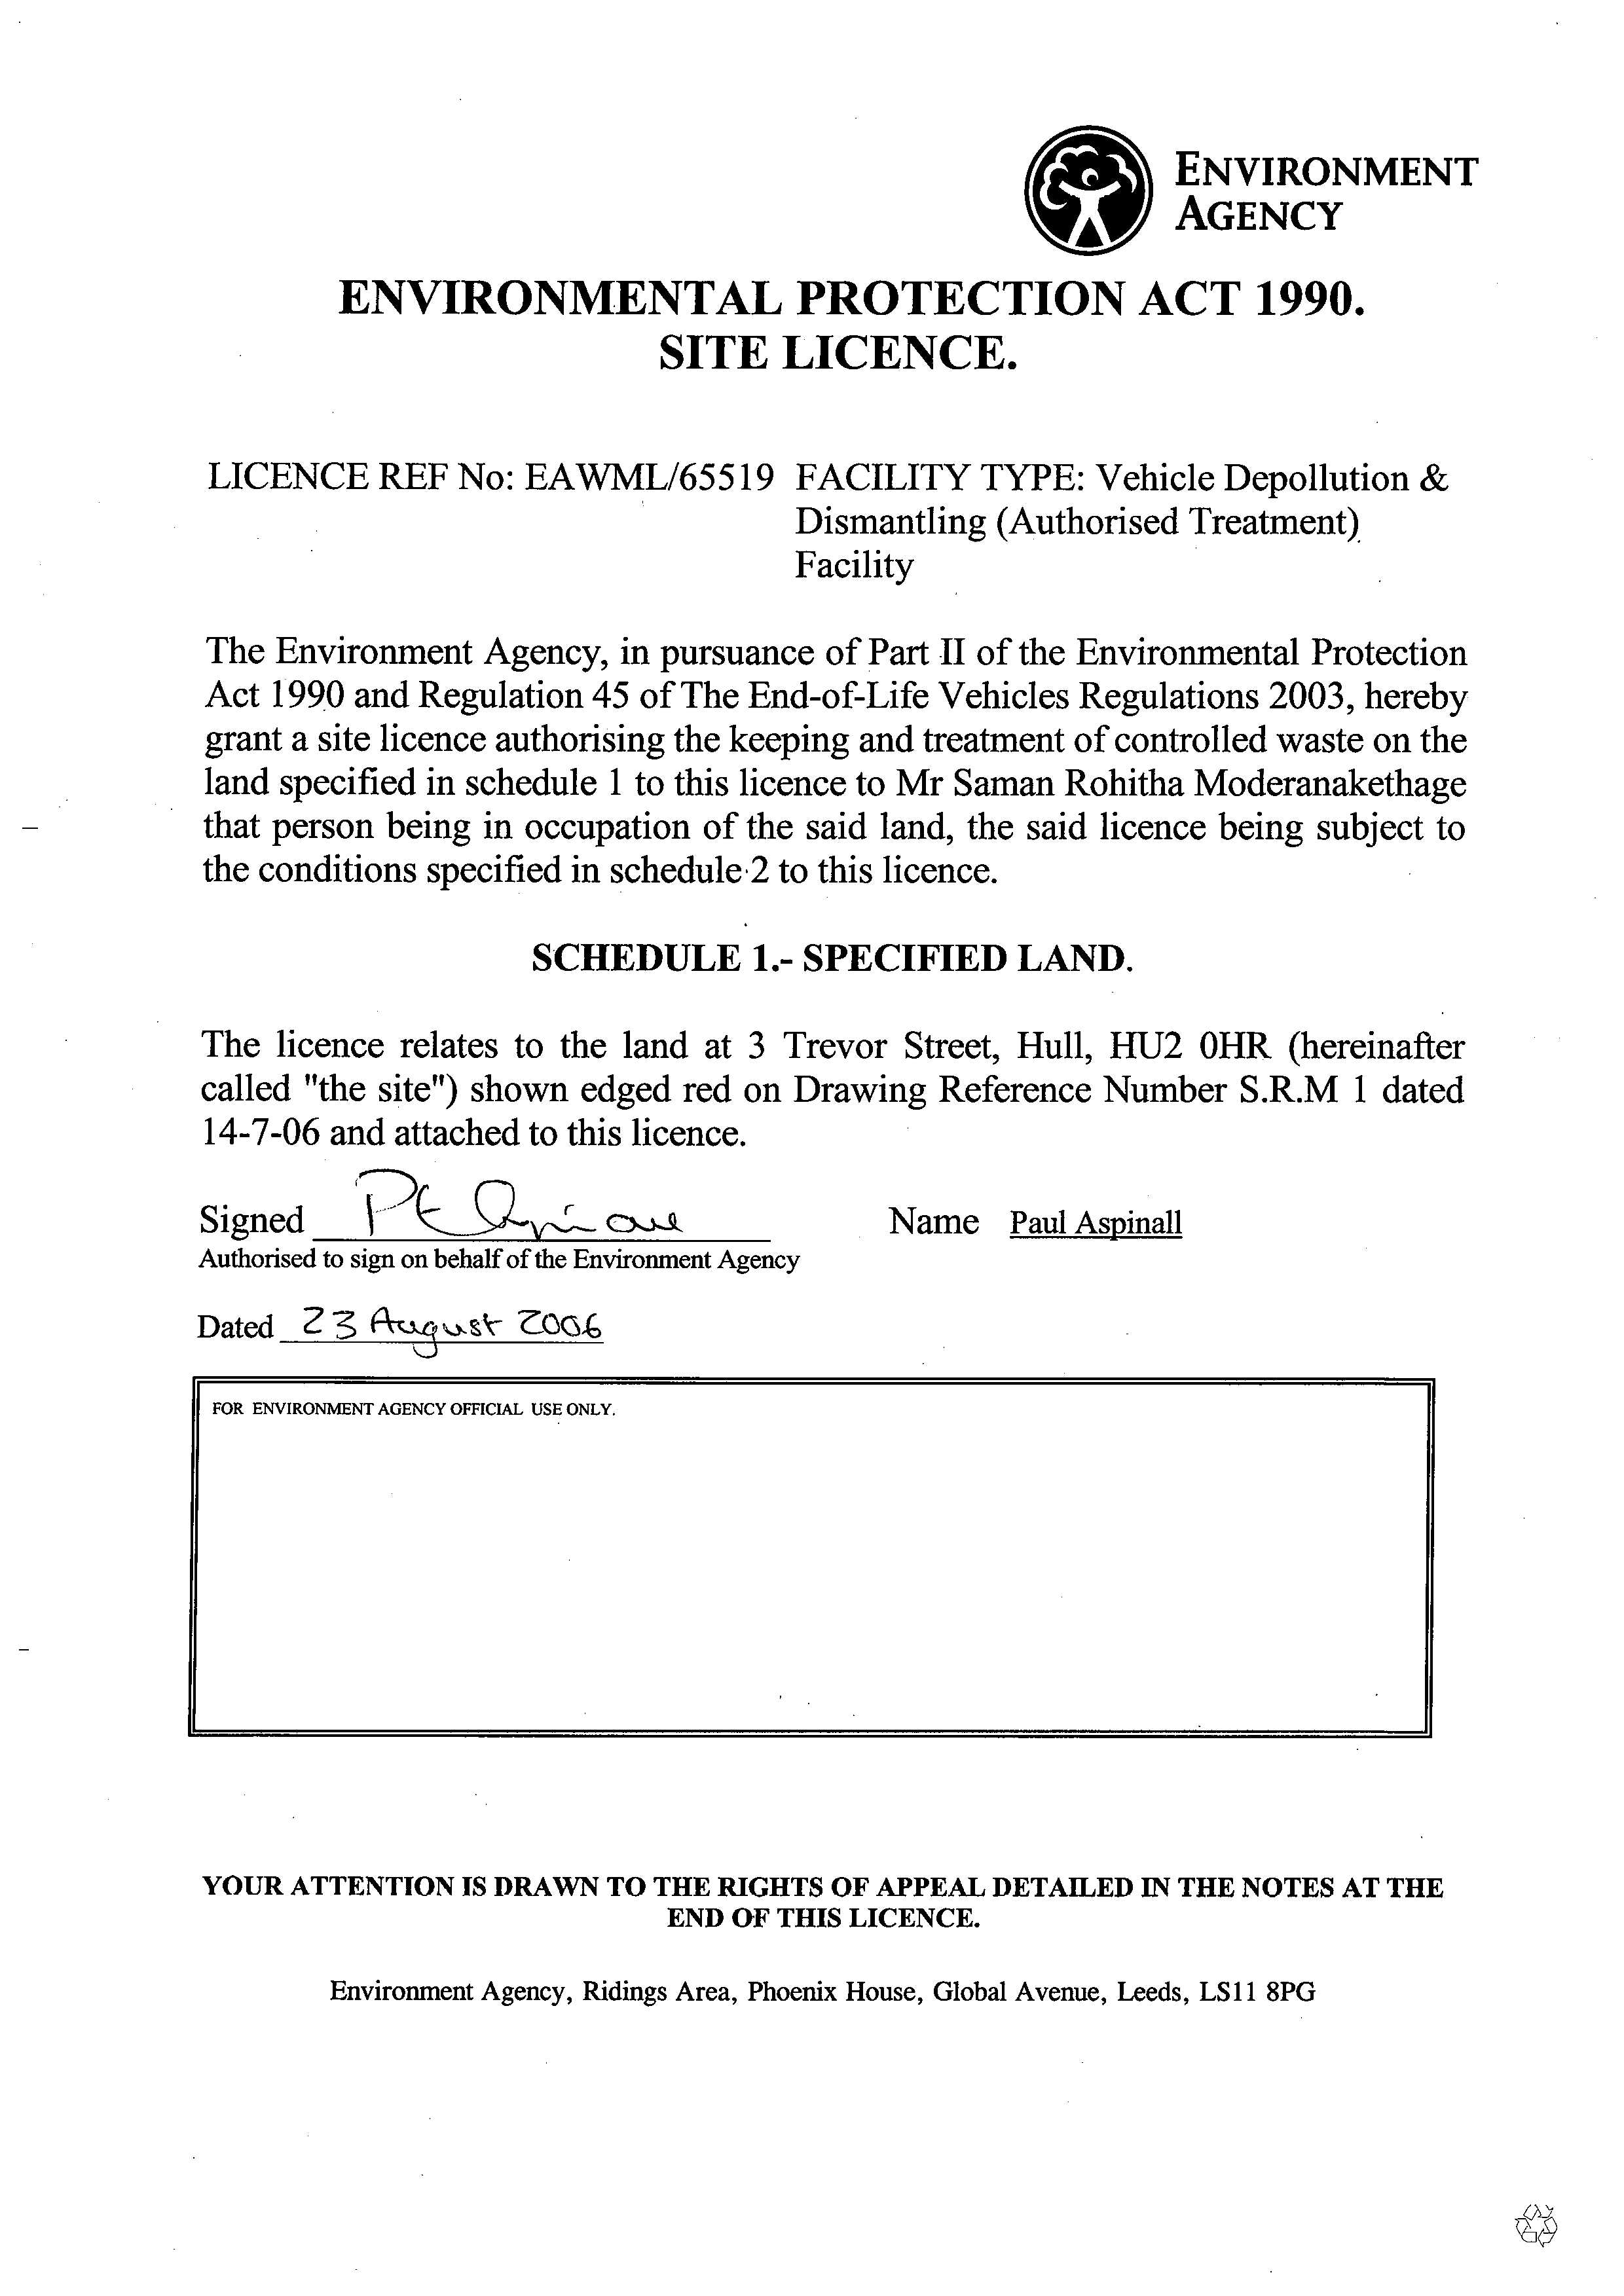 ENVIRONMENT
AGENCY
ENVIRONMENTAL PROTECTION ACT 1990.
SITE LICENCE.
LICENCE REF No: EAWML/65519 FACILITY TYPE: Vehicle Depollution &
Dismantling (Authorised Treatment)
Facility
The Environment Agency, in pursuance of Part II of the Environmental Protection
Act 1990 and Regulation 45 of The End-of-Life Vehicles Regulations 2003, hereby
grant a site licence authorising the keeping and treatment of controlled waste on the
land specified in schedule 1 to this licence to Mr Saman Rohitha Moderanakethage
that person being in occupation of the said land, the said licence being subject to
the conditions specified in schedule 2 to this licence.
SCHEDULE 1.- SPECIFIED LAND.
The licence relates to the land at 3 Trevor Street, Hull, HU2 0HR (hereinafter
called "the site") shown edged red on Drawing Reference Number S.R.M 1 dated
14-7-06 and attached to this licence.
Signed Name Paul Aspinall
Authorised to sign on behalf of the Environment Agency
Dated 23 August 2006
FOR ENVIRONMENT AGENCY OFFICIAL USE ONLY.
YOUR ATTENTION IS DRAWN TO THE RIGHTS OF APPEAL DETAILED IN THE NOTES AT THE
END OF THIS LICENCE.
Environment Agency, Ridings Area, Phoenix House, Global Avenue, Leeds, LS11 8PG